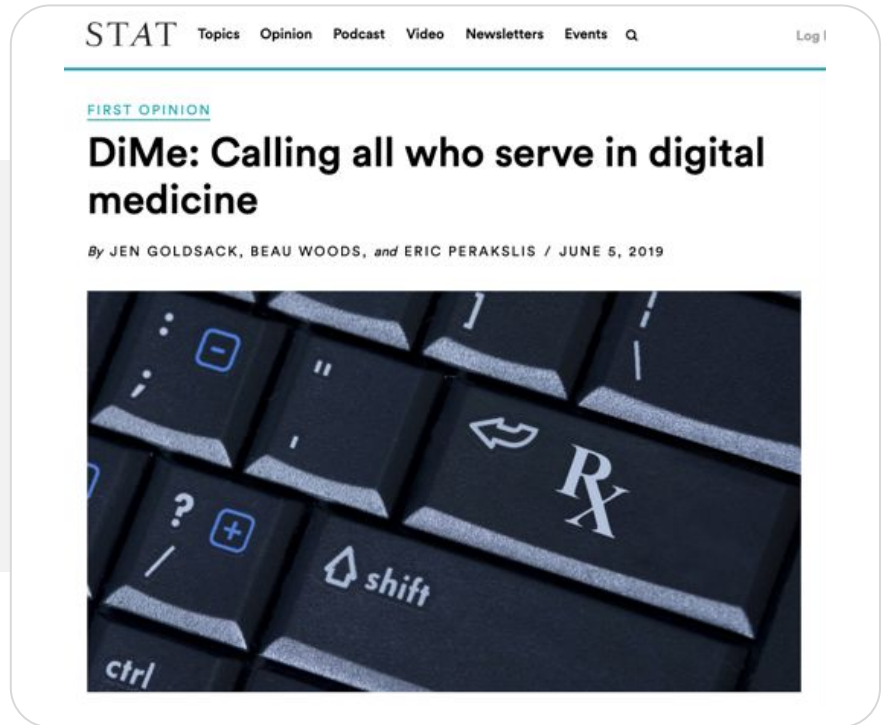 STAT Topics Opinion Podcast Video Newsletters Events Log
FIRST OPINION
DiMe: Calling all who serve in digital
medicine
By JEN GOLDSACK, BEAU WOODS, and ERIC PERAKSLIS / JUNE 5, 2019
: - ]
; " |
' Rx
? +
/ shift
ctrl